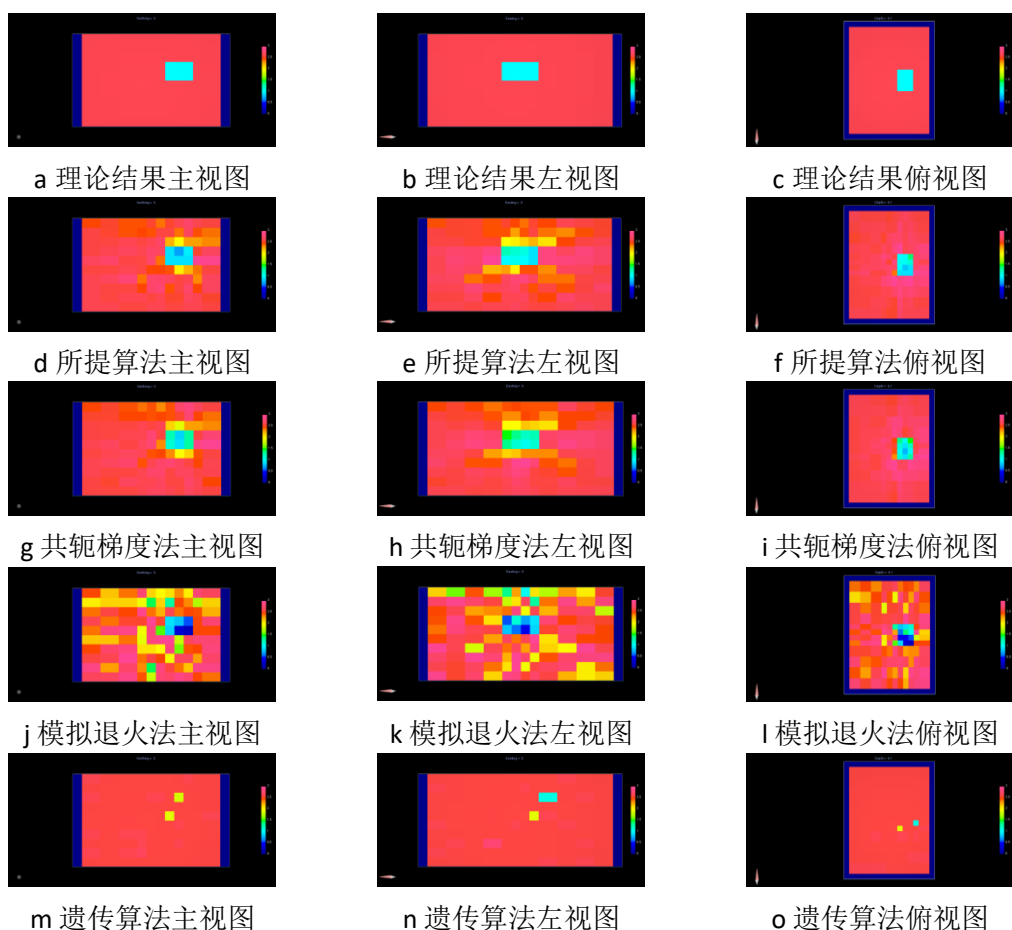 a 理论结果主视图
b 理论结果左视图
c 理论结果俯视图
d 所提算法主视图
e 所提算法左视图
f 所提算法俯视图
g 共轭梯度法主视图
h 共轭梯度法左视图
i 共轭梯度法俯视图
j 模拟退火法主视图
k 模拟退火法左视图
l 模拟退火法俯视图
m 遗传算法主视图
n 遗传算法左视图
o 遗传算法俯视图